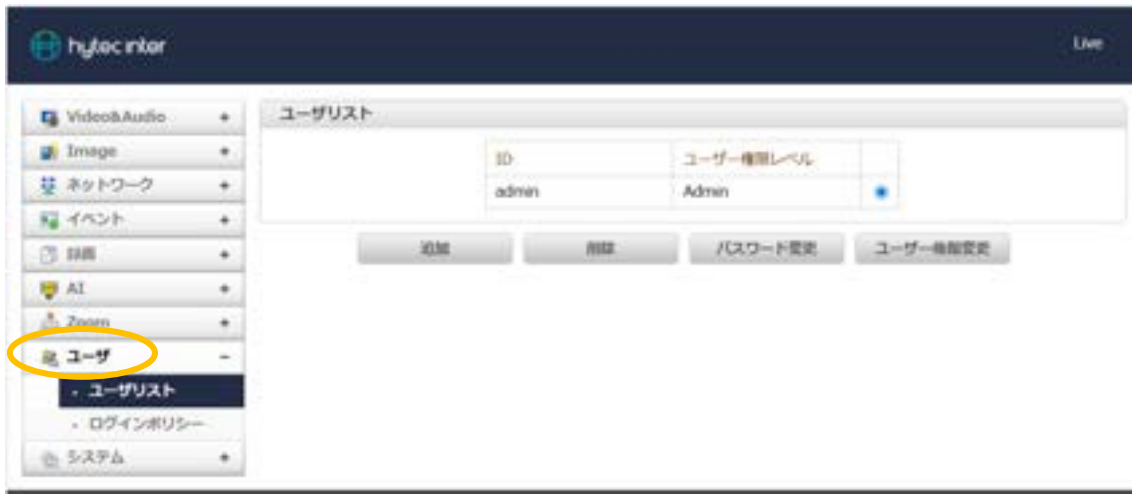 hytec inter
Live
Video&Audio +
Image +
ネットワーク +
イベント +
録画 +
AI +
Zoom +
ユーザ −
・ ユーザリスト
・ ログインポリシー
システム +
ユーザリスト
ID ユーザー権限レベル
admin Admin
追加 削除 パスワード変更 ユーザー権限変更